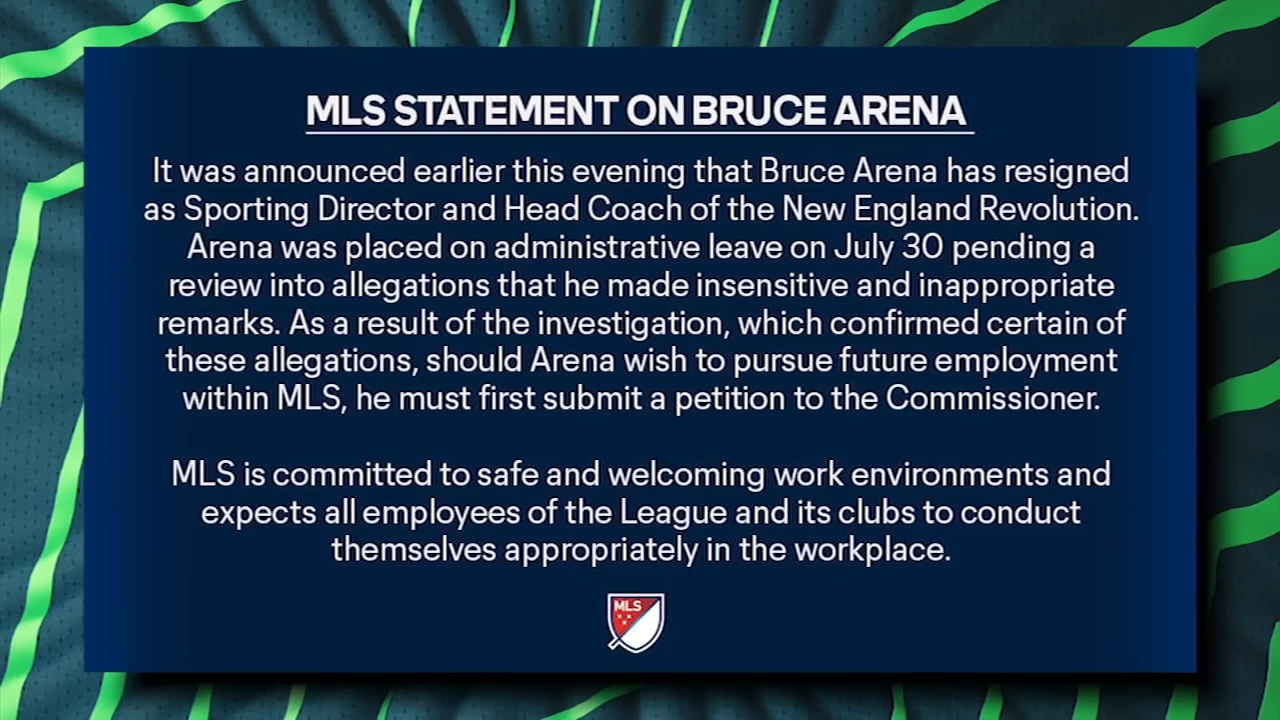 MLS STATEMENT ON BRUCE ARENA
It was announced earlier this evening that Bruce Arena has resigned
as Sporting Director and Head Coach of the New England Revolution.
Arena was placed on administrative leave on July 30 pending a
review into allegations that he made insensitive and inappropriate
remarks. As a result of the investigation, which confirmed certain of
these allegations, should Arena wish to pursue future employment
within MLS, he must first submit a petition to the Commissioner.
MLS is committed to safe and welcoming work environments and
expects all employees of the League and its clubs to conduct
themselves appropriately in the workplace.
MLS